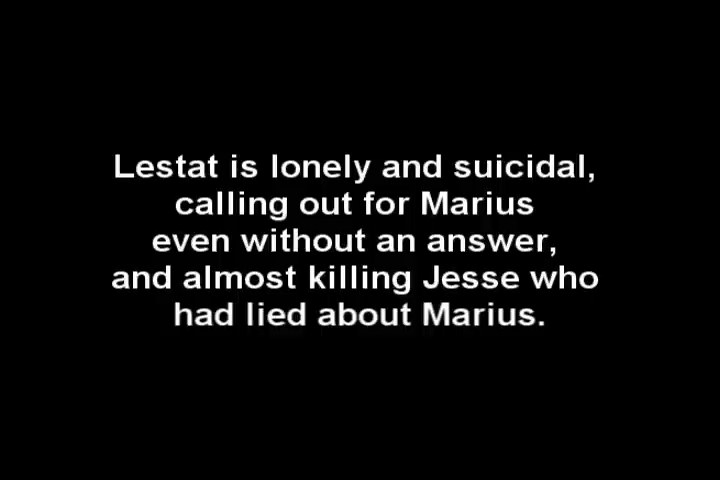 Lestat is lonely and suicidal,
calling out for Marius
even without an answer,
and almost killing Jesse who
had lied about Marius.